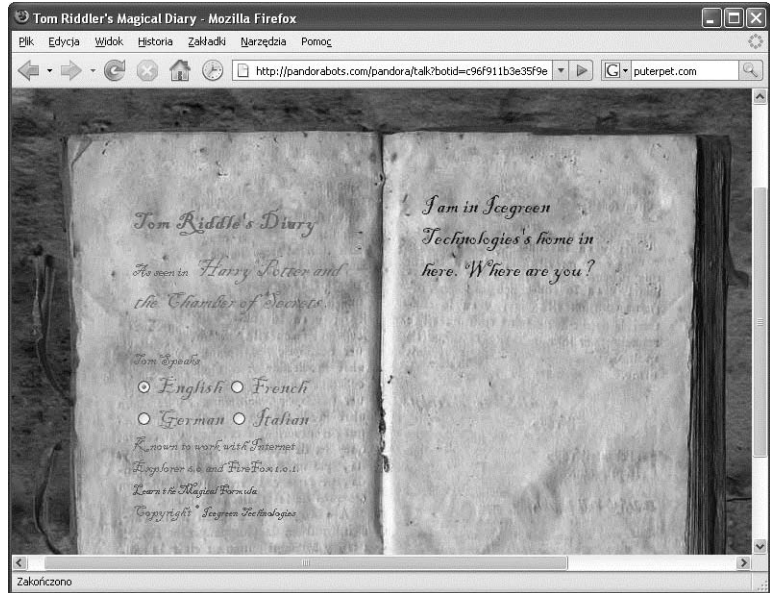 Tom Riddler's Magical Diary - Mozilla Firefox
Plik Edycja Widok Historia Zakładki Narzędzia Pomoc
http://pandorabots.com/pandora/talk?botid=c96f911b3e35f9e
G puterpet.com
Tom Riddle's Diary
As seen in Harry Potter and
the Chamber of Secrets.
Tom Speaks
English French
German Italian
Known to work with Internet
Explorer 6.0 and FireFox 1.0.1.
Learn the Magical Formula
Copyright * Icegreen Technologies
I am in Icegreen
Technologies's home in
here. Where are you?
Zakończono